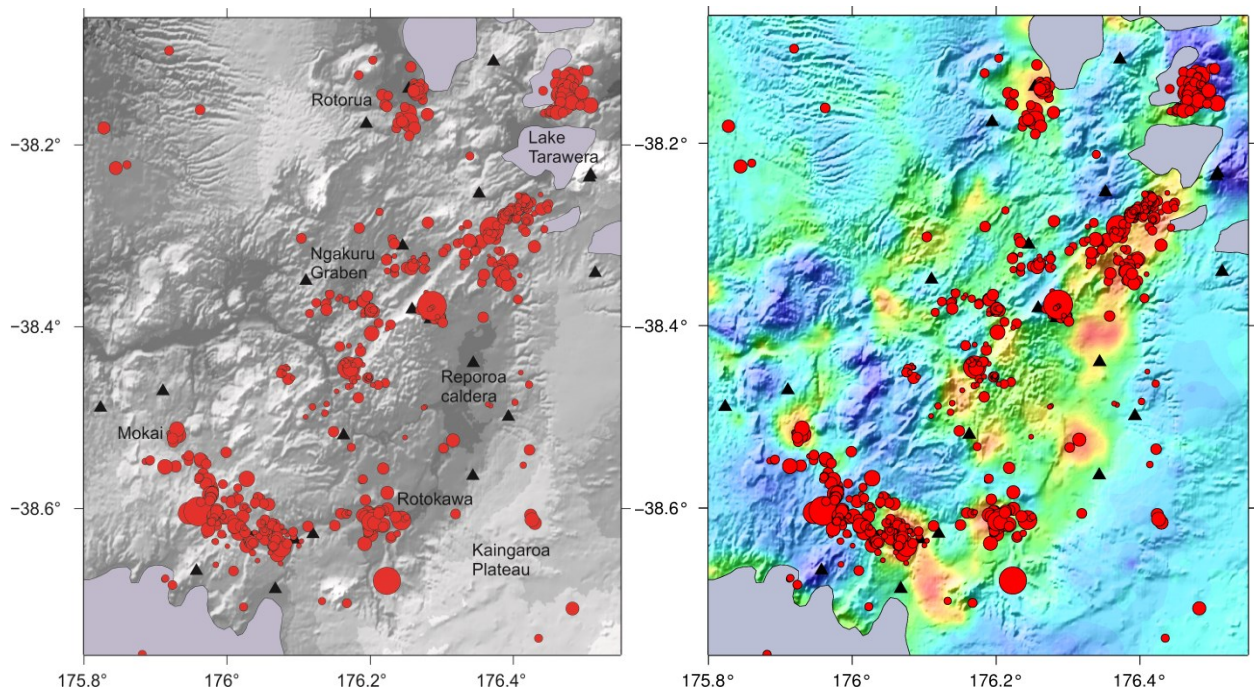 Rotorua
Lake
Tarawera
−38.2°
−38.2°
Ngakuru
Graben
−38.4°
−38.4°
Reporoa
caldera
Mokai
Rotokawa
−38.6°
−38.6°
Kaingaroa
Plateau
175.8°
176°
176.2°
176.4°
175.8°
176°
176.2°
176.4°